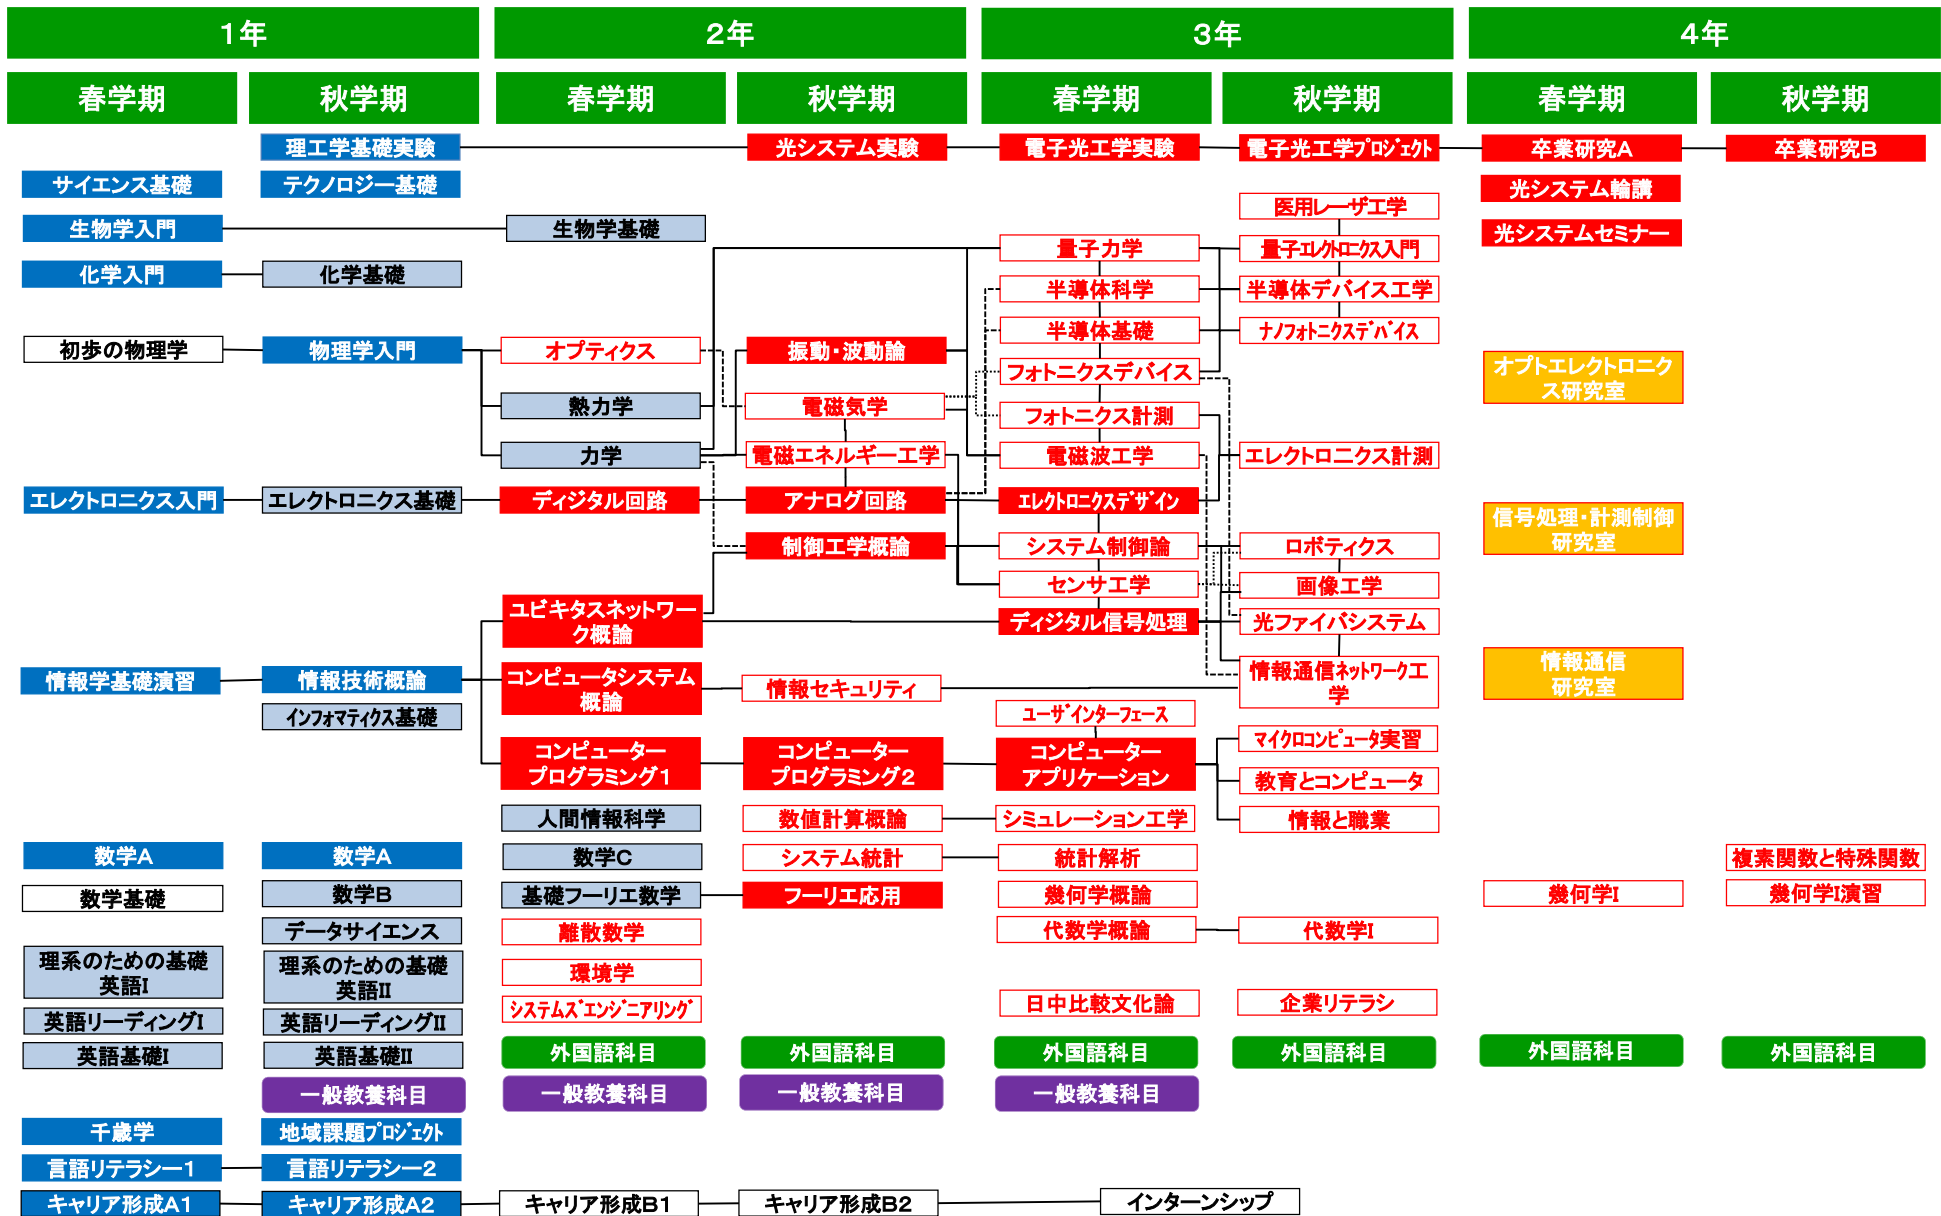 1年
2年
3年
4年
春学期
秋学期
春学期
秋学期
春学期
秋学期
春学期
秋学期
理工学基礎実験
光システム実験
電子光工学実験
電子光工学プロジェクト
卒業研究A
卒業研究B
サイエンス基礎
テクノロジー基礎
光システム輪講
医用レーザ工学
生物学入門
生物学基礎
光システムセミナー
量子力学
量子エレクトロニクス入門
化学入門
化学基礎
半導体科学
半導体デバイス工学
半導体基礎
ナノフォトニクスデバイス
初歩の物理学
物理学入門
オプティクス
振動・波動論
フォトニクスデバイス
オプトエレクトロニク
ス研究室
熱力学
電磁気学
フォトニクス計測
力学
電磁エネルギー工学
電磁波工学
エレクトロニクス計測
エレクトロニクス入門
エレクトロニクス基礎
ディジタル回路
アナログ回路
エレクトロニクスデザイン
信号処理・計測制御
研究室
制御工学概論
システム制御論
ロボティクス
センサ工学
画像工学
ユビキタスネットワー
ク概論
ディジタル信号処理
光ファイバシステム
情報学基礎演習
情報技術概論
コンピュータシステム
概論
情報セキュリティ
情報通信ネットワーク工
学
情報通信
研究室
インフォマティクス基礎
ユーザインターフェース
コンピューター
プログラミング1
コンピューター
プログラミング2
コンピューター
アプリケーション
マイクロコンピュータ実習
教育とコンピュータ
人間情報科学
数値計算概論
シミュレーション工学
情報と職業
数学A
数学A
数学C
システム統計
統計解析
複素関数と特殊関数
数学基礎
数学B
基礎フーリエ数学
フーリエ応用
幾何学概論
幾何学I
幾何学I演習
データサイエンス
離散数学
代数学概論
代数学I
理系のための基礎
英語I
理系のための基礎
英語II
環境学
システムズエンジニアリング
日中比較文化論
企業リテラシ
英語リーディングI
英語リーディングII
英語基礎I
英語基礎II
外国語科目
外国語科目
外国語科目
外国語科目
外国語科目
外国語科目
一般教養科目
一般教養科目
一般教養科目
一般教養科目
千歳学
地域課題プロジェクト
言語リテラシー1
言語リテラシー2
キャリア形成A1
キャリア形成A2
キャリア形成B1
キャリア形成B2
インターンシップ